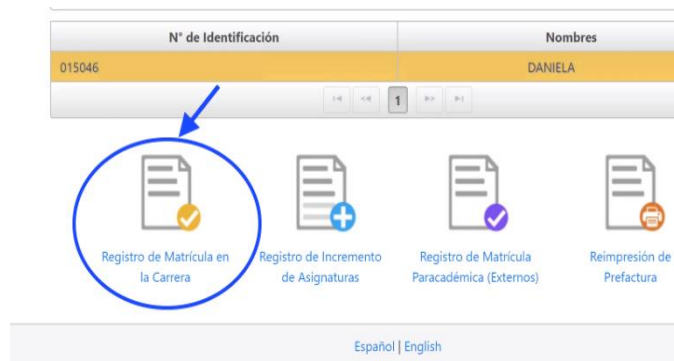 N° de Identificación Nombres
015046 DANIELA
1
Registro de Matrícula en
la Carrera
Registro de Incremento
de Asignaturas
Registro de Matrícula
Paracadémica (Externos)
Reimpresión de
Prefactura
Español | English